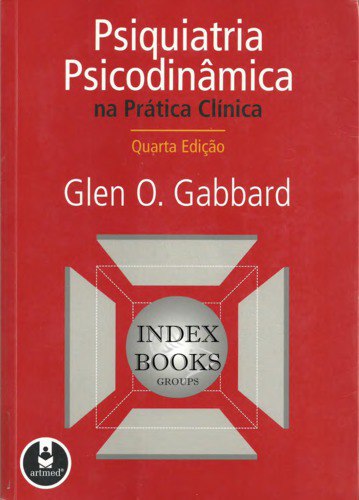 Psiquiatria
Psicodinâmica
na Prática Clínica
Quarta Edição
Glen O. Gabbard
INDEX
BOOKS
GROUPS
artmed®